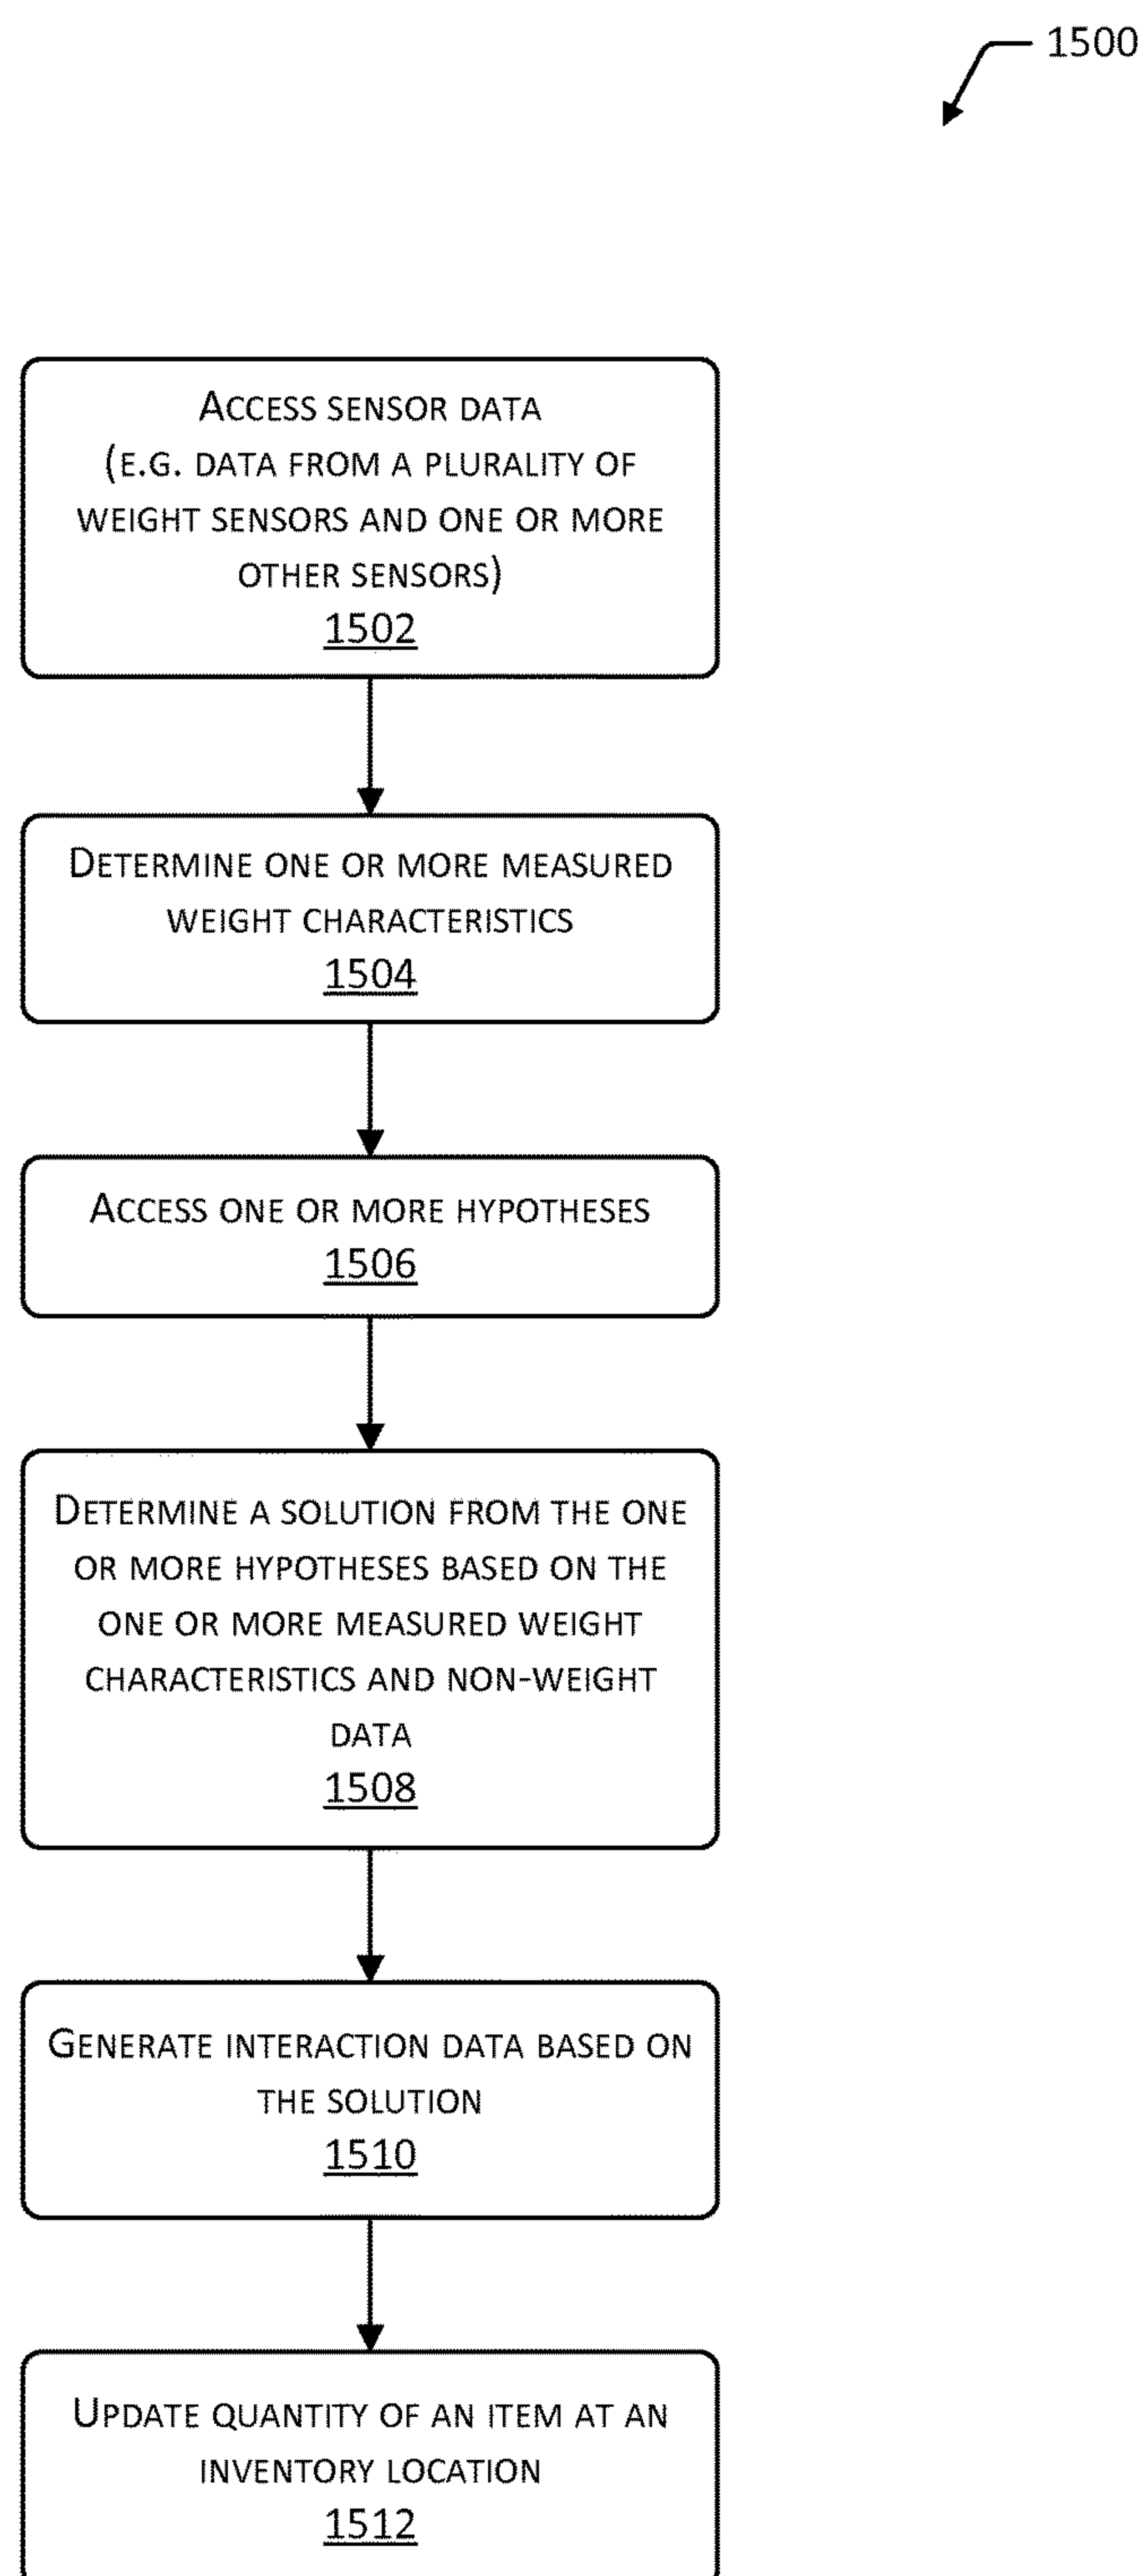 1500
ACCESS SENSOR DATA
(E.G. DATA FROM A PLURALITY OF
WEIGHT SENSORS AND ONE OR MORE
OTHER SENSORS)
1502
DETERMINE ONE OR MORE MEASURED
WEIGHT CHARACTERISTICS
1504
ACCESS ONE OR MORE HYPOTHESES
1506
DETERMINE A SOLUTION FROM THE ONE
OR MORE HYPOTHESES BASED ON THE
ONE OR MORE MEASURED WEIGHT
CHARACTERISTICS AND NON-WEIGHT
DATA
1508
GENERATE INTERACTION DATA BASED ON
THE SOLUTION
1510
UPDATE QUANTITY OF AN ITEM AT AN
INVENTORY LOCATION
1512